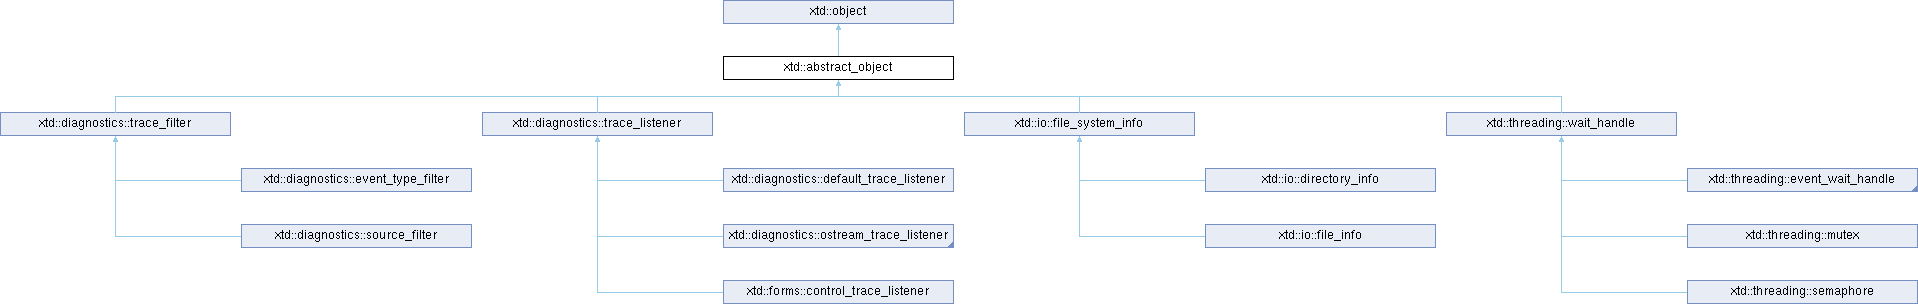 xtd::object
xtd::abstract_object
xtd::diagnostics::trace_filter
xtd::diagnostics::trace_listener
xtd::io::file_system_info
xtd::threading::wait_handle
xtd::diagnostics::event_type_filter
xtd::diagnostics::default_trace_listener
xtd::io::directory_info
xtd::threading::event_wait_handle
xtd::diagnostics::source_filter
xtd::diagnostics::ostream_trace_listener
xtd::io::file_info
xtd::threading::mutex
xtd::forms::control_trace_listener
xtd::threading::semaphore